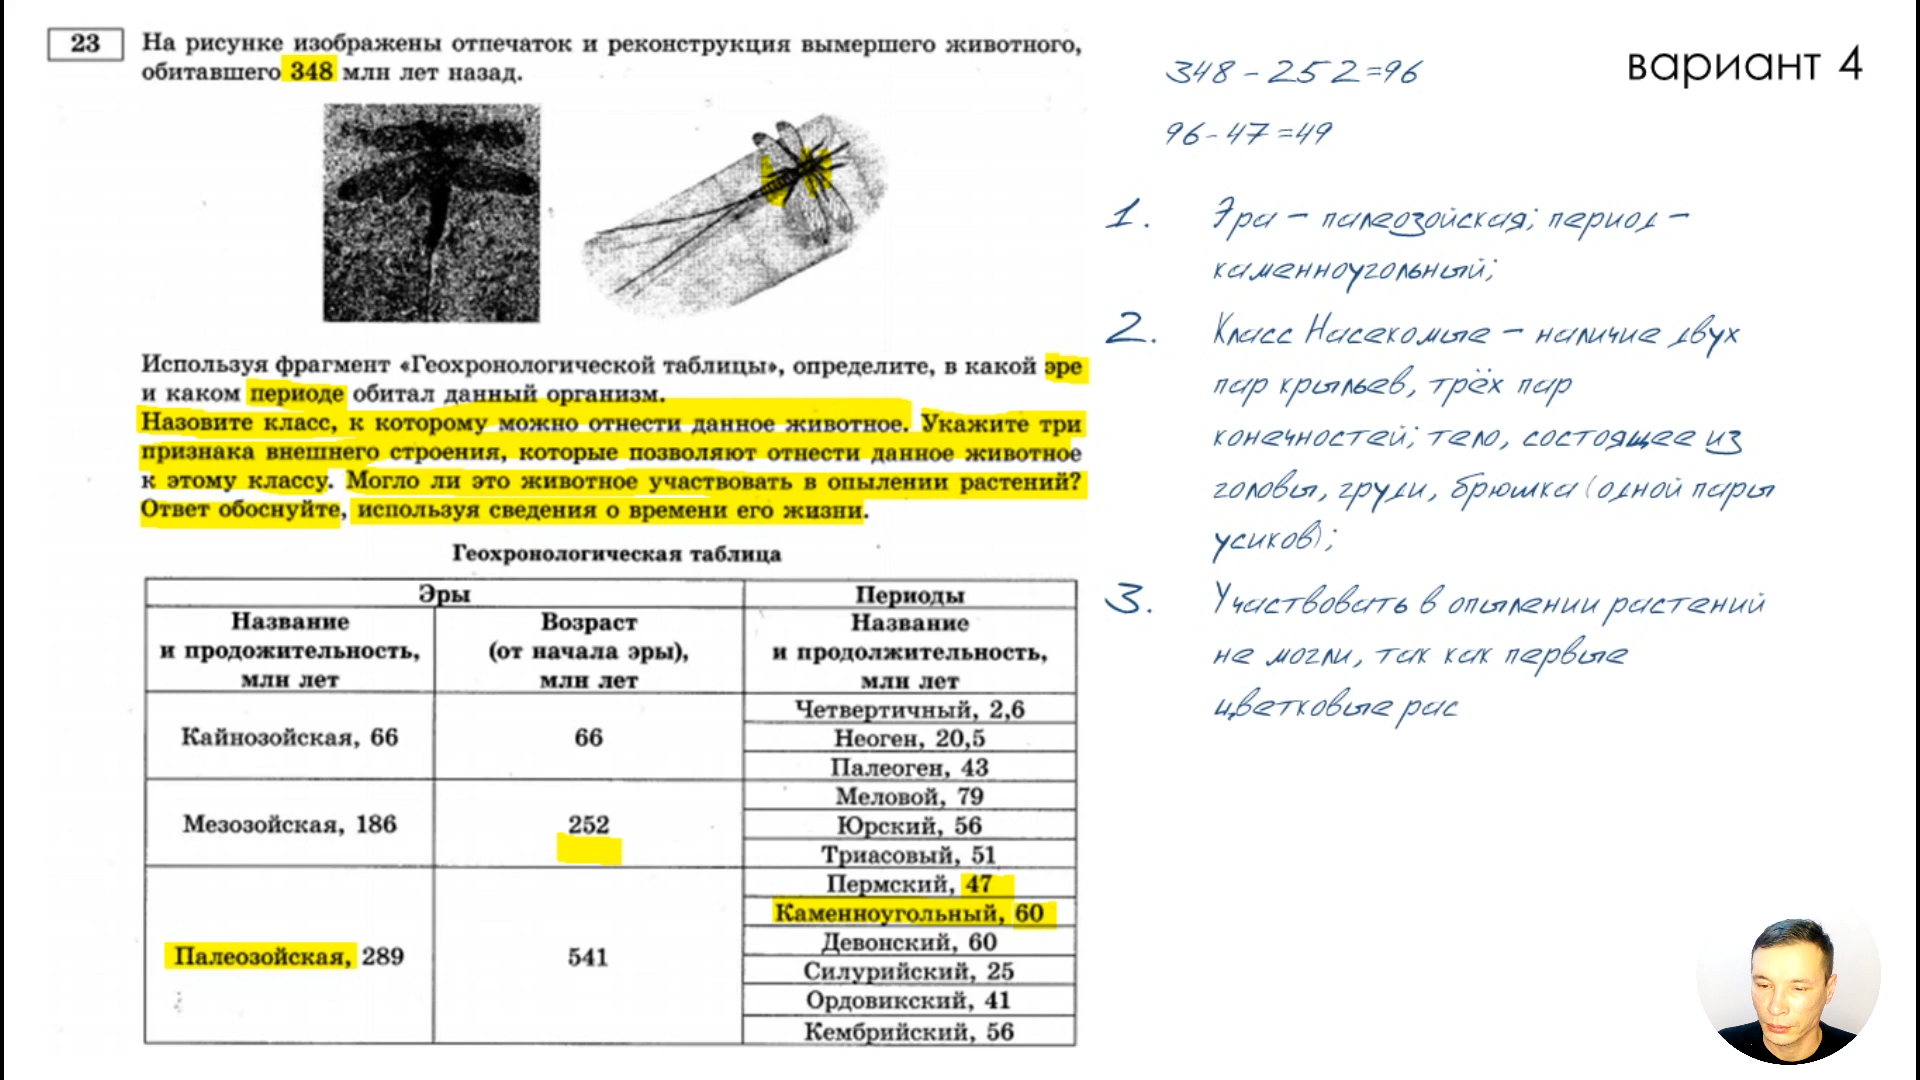 23
На рисунке изображены отпечаток и реконструкция вымершего животного,
обитавшего 348 млн лет назад.
Используя фрагмент «Геохронологической таблицы», определите, в какой эре
и каком периоде обитал данный организм.
Назовите класс, к которому можно отнести данное животное. Укажите три
признака внешнего строения, которые позволяют отнести данное животное
к этому классу. Могло ли это животное участвовать в опылении растений?
Ответ обоснуйте, используя сведения о времени его жизни.
Геохронологическая таблица
Эры
Периоды
Название
и продожительность,
млн лет
Возраст
(от начала эры),
млн лет
Название
и продолжительность,
млн лет
Кайнозойская, 66
66
Четвертичный, 2,6
Неоген, 20,5
Палеоген, 43
Мезозойская, 186
252
Меловой, 79
Юрский, 56
Триасовый, 51
Палеозойская, 289
541
Пермский, 47
Каменноугольный, 60
Девонский, 60
Силурийский, 25
Ордовикский, 41
Кембрийский, 56
вариант 4
348 - 252=96
96-47=49
1. Эра – палеозойская; период –
каменноугольный;
2. Класс Насекомые – наличие двух
пар крыльев, трёх пар
конечностей; тело, состоящее из
головы, груди, брюшка (одной пары
усиков);
3. Участвовать в опылении растений
не могли, так как первые
цветковые рас